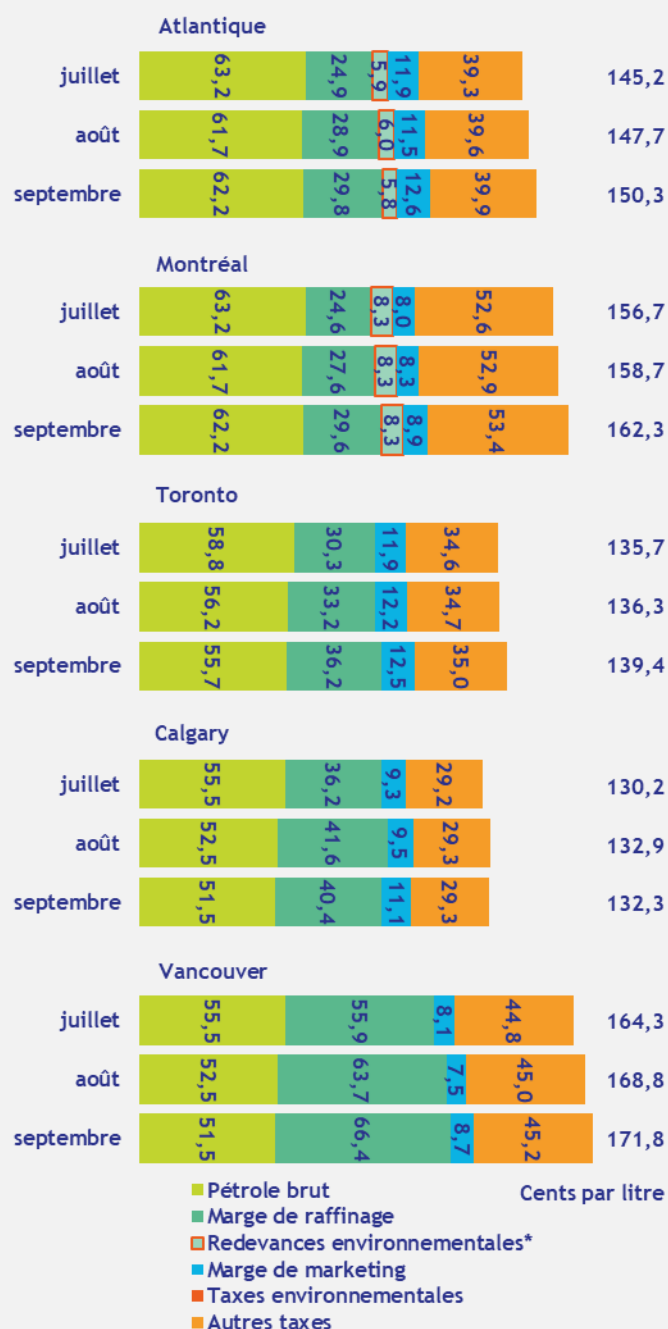 Atlantique
juillet 63,2 24,9 5,9 11,9 39,3 145,2
août 61,7 28,9 6,0 11,5 39,6 147,7
septembre 62,2 29,8 5,8 12,6 39,9 150,3
Montréal
juillet 63,2 24,6 8,3 8,0 52,6 156,7
août 61,7 27,6 8,3 8,3 52,9 158,7
septembre 62,2 29,6 8,3 8,9 53,4 162,3
Toronto
juillet 58,8 30,3 11,9 34,6 135,7
août 56,2 33,2 12,2 34,7 136,3
septembre 55,7 36,2 12,5 35,0 139,4
Calgary
juillet 55,5 36,2 9,3 29,2 130,2
août 52,5 41,6 9,5 29,3 132,9
septembre 51,5 40,4 11,1 29,3 132,3
Vancouver
juillet 55,5 55,9 8,1 44,8 164,3
août 52,5 63,7 7,5 45,0 168,8
septembre 51,5 66,4 8,7 45,2 171,8
Pétrole brut Cents par litre
Marge de raffinage
Redevances environnementales*
Marge de marketing
Taxes environnementales
Autres taxes